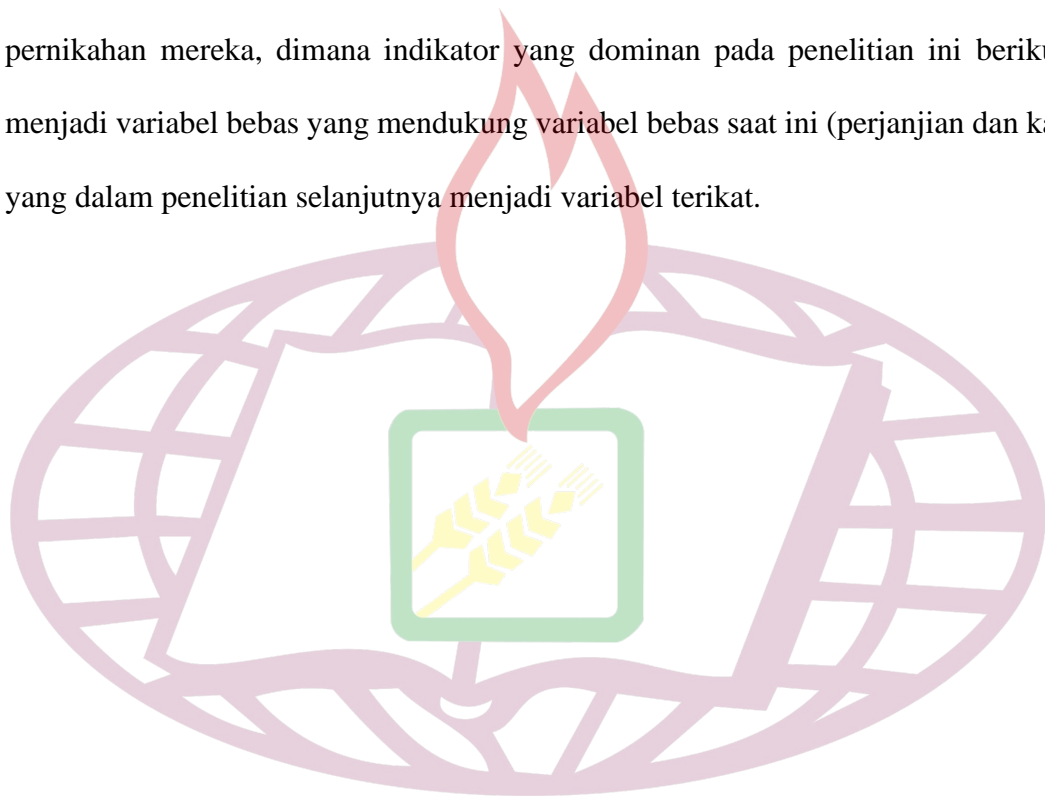 pernikahan mereka, dimana indikator yang dominan pada penelitian ini
menjadi variabel bebas yang mendukung variabel bebas saat ini (perjanjian dan
yang dalam penelitian selanjutnya menjadi variabel terikat.